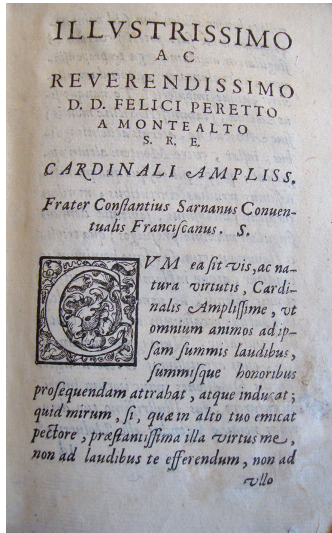 ILLVSTRISSIMO
AC
REVERENDISSIMO
D. D. FELICI PERETTO
A MONTEALTO
S. R. E.
CARDINALI AMPLISS.
Frater Conſtantius Sarnanus Conuen-
tualis Franciſcanus. S.
CVM ea ſit vis, ac na-
tura virtutis, Cardi-
nalis Ampliſſime, vt
omnium animos ad ip-
ſam ſummis laudibus,
ſummiſque honoribus
proſequendam attrahat, atque inducat;
quid mirum, ſi, quæ in alto tuo emicat
pectore, præſtantiſſima illa virtus me,
non ad laudibus te efferendum, non ad
vllo